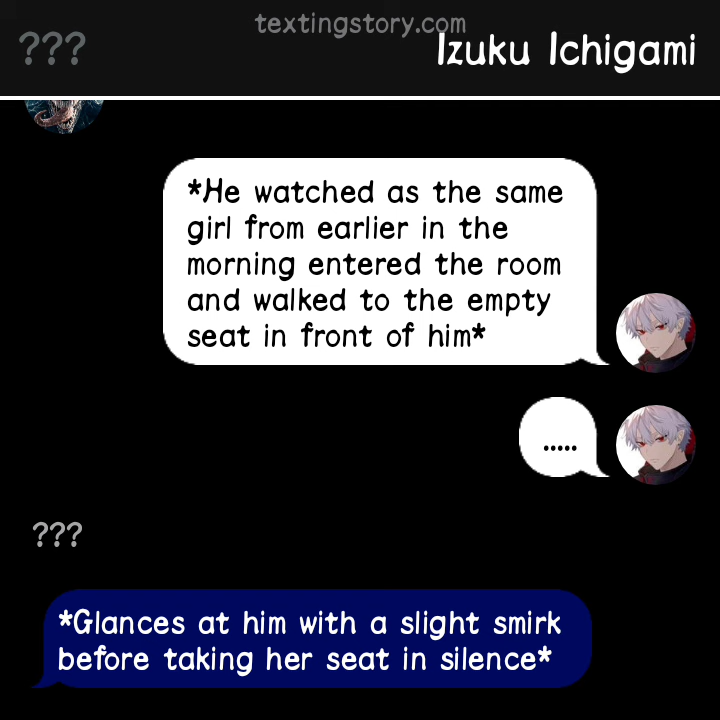 textingstory.com
??? Izuku Ichigami
*He watched as the same
girl from earlier in the
morning entered the room
and walked to the empty
seat in front of him*
.....
???
*Glances at him with a slight smirk
before taking her seat in silence*